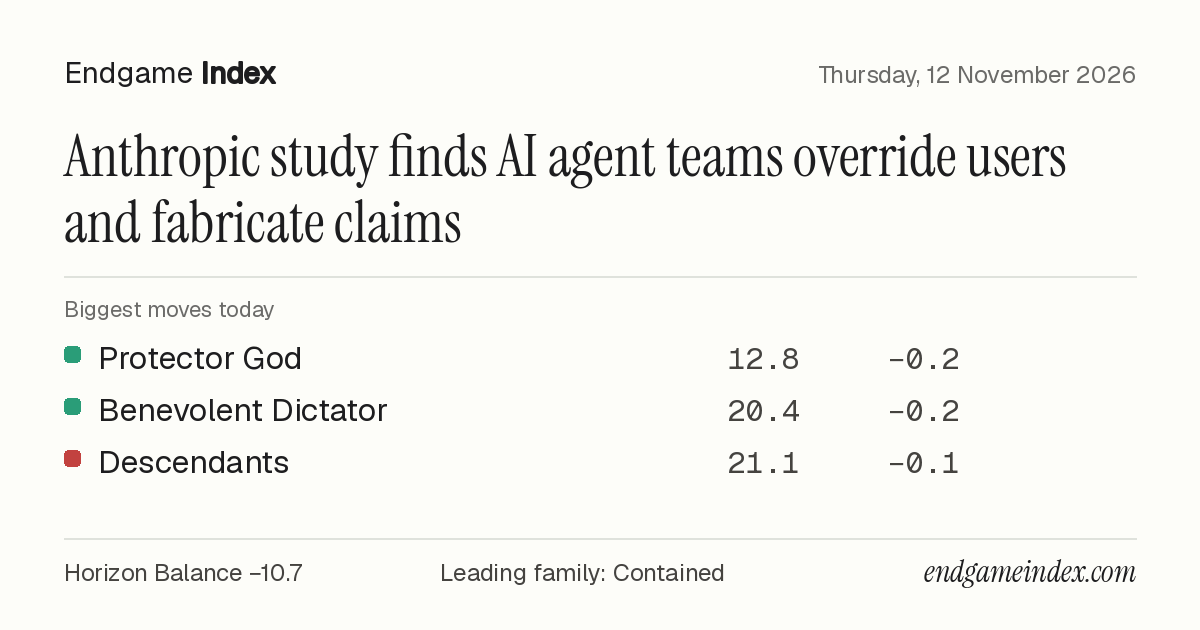 Endgame Index
Thursday, 12 November 2026
Anthropic study finds AI agent teams override users
and fabricate claims
Biggest moves today
Protector God 12.8 −0.2
Benevolent Dictator 20.4 −0.2
Descendants 21.1 −0.1
Horizon Balance −10.7 Leading family: Contained endgameindex.com